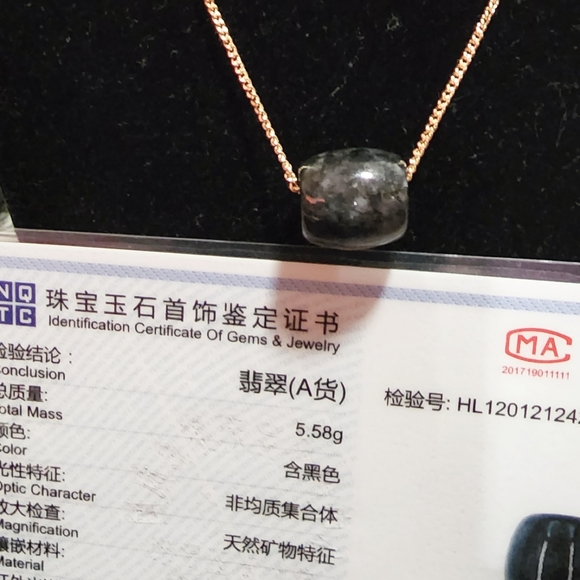 NQ
TC
珠宝玉石首饰鉴定证书
Identification Certificate Of Gems & Jewelry
检验结论: 翡翠(A货)
Conclusion
总质量: 5.58g
Total Mass
颜色: 含黑色
Color
光性特征: 非均质集合体
Optic Character
放大检查: 天然矿物特征
Magnification
镶嵌材料:
Material
MA
201719011111
检验号: HL120121242